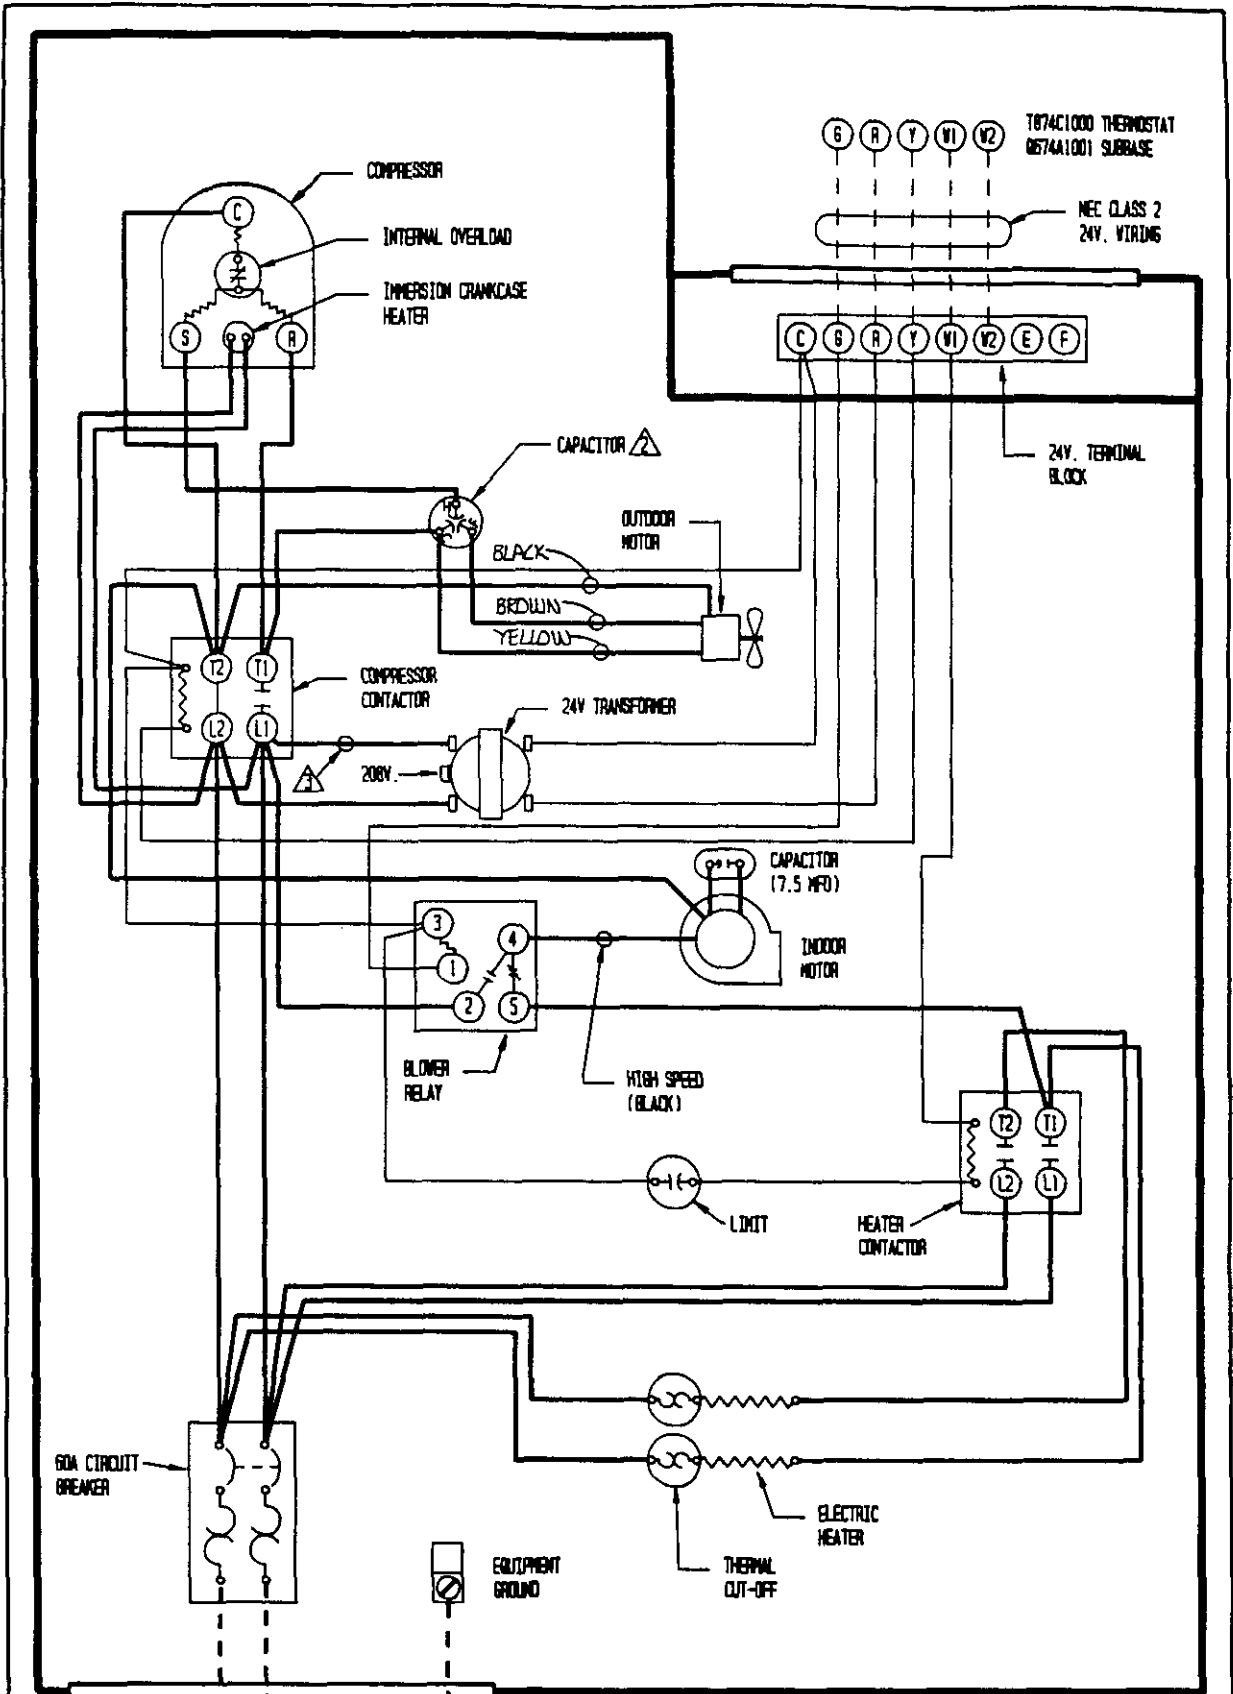 T874C1000 THERMOSTAT
Q674A1001 SUBBASE
G R Y W1 W2
COMPRESSOR
NEC CLASS 2
24V. WIRING
C
INTERNAL OVERLOAD
IMMERSION CRANKCASE
HEATER
S
R
C G R Y W1 W2 E F
CAPACITOR 2
24V. TERMINAL
BLOCK
H
OUTDOOR
MOTOR
BLACK
BROWN
YELLOW
T2 T1
COMPRESSOR
CONTACTOR
24V TRANSFORMER
L2 L1
3
208V.
CAPACITOR
(7.5 MFD)
3
4
1
INDOOR
MOTOR
2
5
BLOWER
RELAY
HIGH SPEED
(BLACK)
T2 T1
L2 L1
LIMIT
HEATER
CONTACTOR
60A CIRCUIT
BREAKER
ELECTRIC
HEATER
EQUIPMENT
GROUND
THERMAL
CUT-OFF